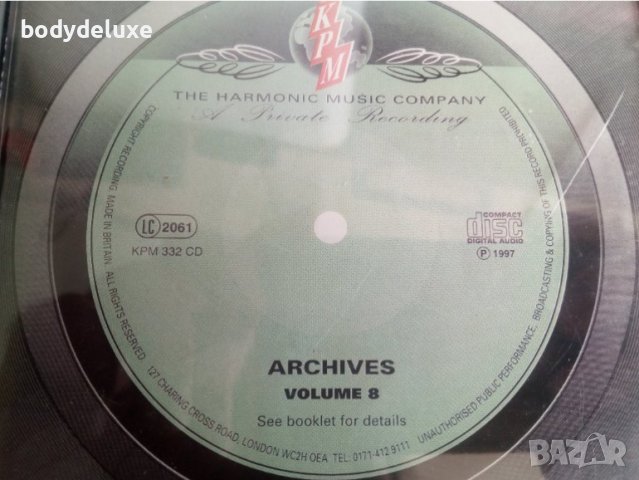 bodydeluxe
KPM
THE HARMONIC MUSIC COMPANY
A Private Recording
LC 2061
KPM 332 CD
COMPACT
disc
DIGITAL AUDIO
P 1997
ARCHIVES
VOLUME 8
See booklet for details
COPYRIGHT RECORDING MADE IN BRITAIN. ALL RIGHTS RESERVED. 127 CHARING CROSS ROAD, LONDON WC2H OEA. TEL. 0171-412 9111 UNAUTHORISED PUBLIC PERFORMANCE, BROADCASTING & COPYING OF THIS RECORD PROHIBITED
BAZAR